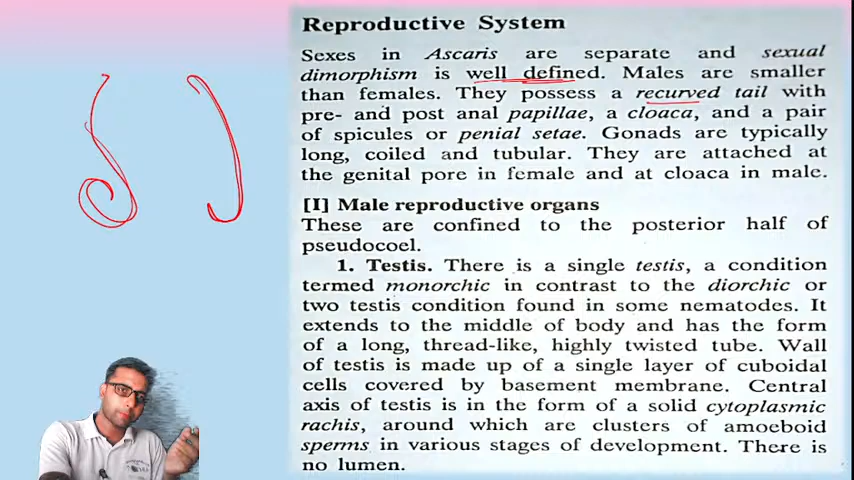 Reproductive System
Sexes in Ascaris are separate and sexual
dimorphism is well defined. Males are smaller
than females. They possess a recurved tail with
pre- and post anal papillae, a cloaca, and a pair
of spicules or penial setae. Gonads are typically
long, coiled and tubular. They are attached at
the genital pore in female and at cloaca in male.
[I] Male reproductive organs
These are confined to the posterior half of
pseudocoel.
1. Testis. There is a single testis, a condition
termed monorchic in contrast to the diorchic or
two testis condition found in some nematodes. It
extends to the middle of body and has the form
of a long, thread-like, highly twisted tube. Wall
of testis is made up of a single layer of cuboidal
cells covered by basement membrane. Central
axis of testis is in the form of a solid cytoplasmic
rachis, around which are clusters of amoeboid
sperms in various stages of development. There is
no lumen.